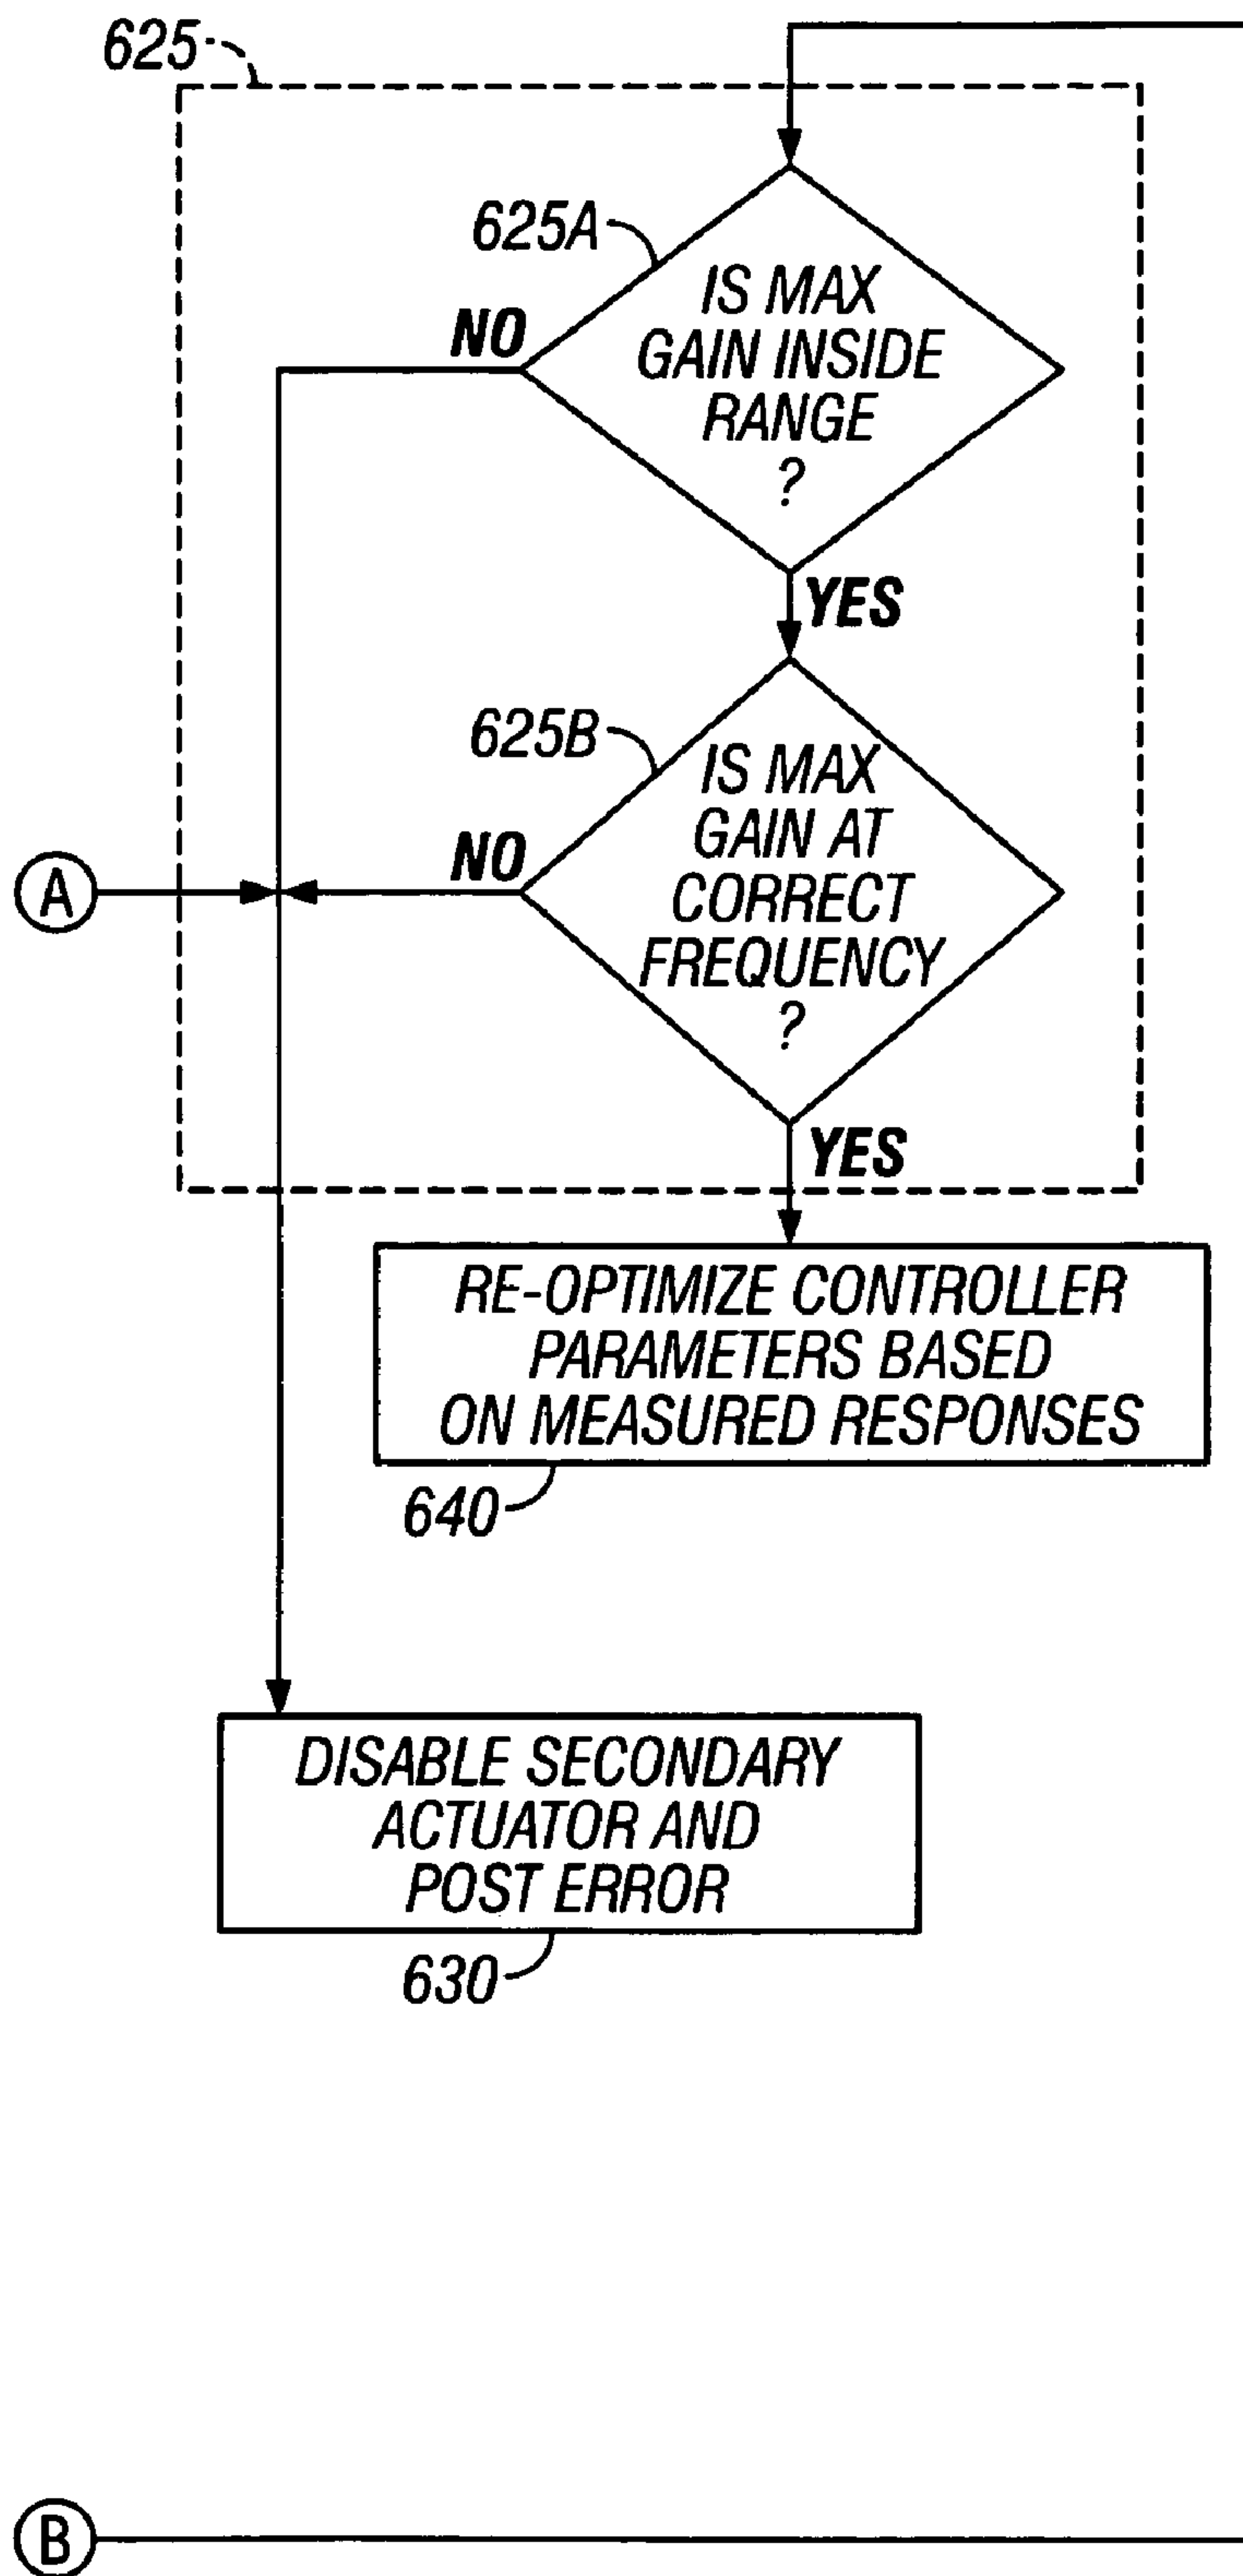 625
625A
IS MAX
GAIN INSIDE
RANGE
?
NO
YES
625B
IS MAX
GAIN AT
CORRECT
FREQUENCY
?
NO
A
YES
RE-OPTIMIZE CONTROLLER
PARAMETERS BASED
ON MEASURED RESPONSES
640
DISABLE SECONDARY
ACTUATOR AND
POST ERROR
630
B